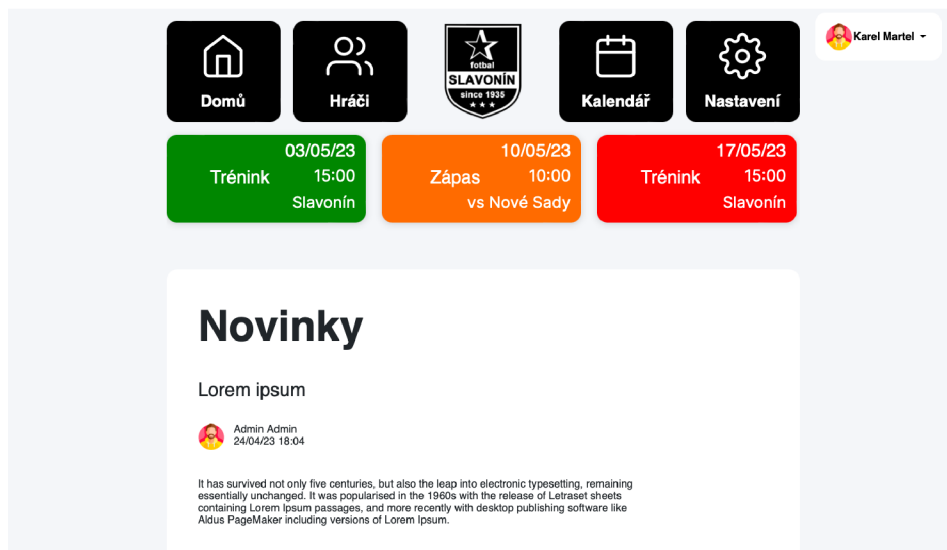 Domů
Hráči
fotbal
SLAVONÍN
since 1935
Kalendář
Nastavení
Karel Martel
03/05/23
Trénink 15:00
Slavonín
10/05/23
Zápas 10:00
vs Nové Sady
17/05/23
Trénink 15:00
Slavonín
Novinky
Lorem ipsum
Admin Admin
24/04/23 18:04
It has survived not only five centuries, but also the leap into electronic typesetting, remaining
essentially unchanged. It was popularised in the 1960s with the release of Letraset sheets
containing Lorem Ipsum passages, and more recently with desktop publishing software like
Aldus PageMaker including versions of Lorem Ipsum.